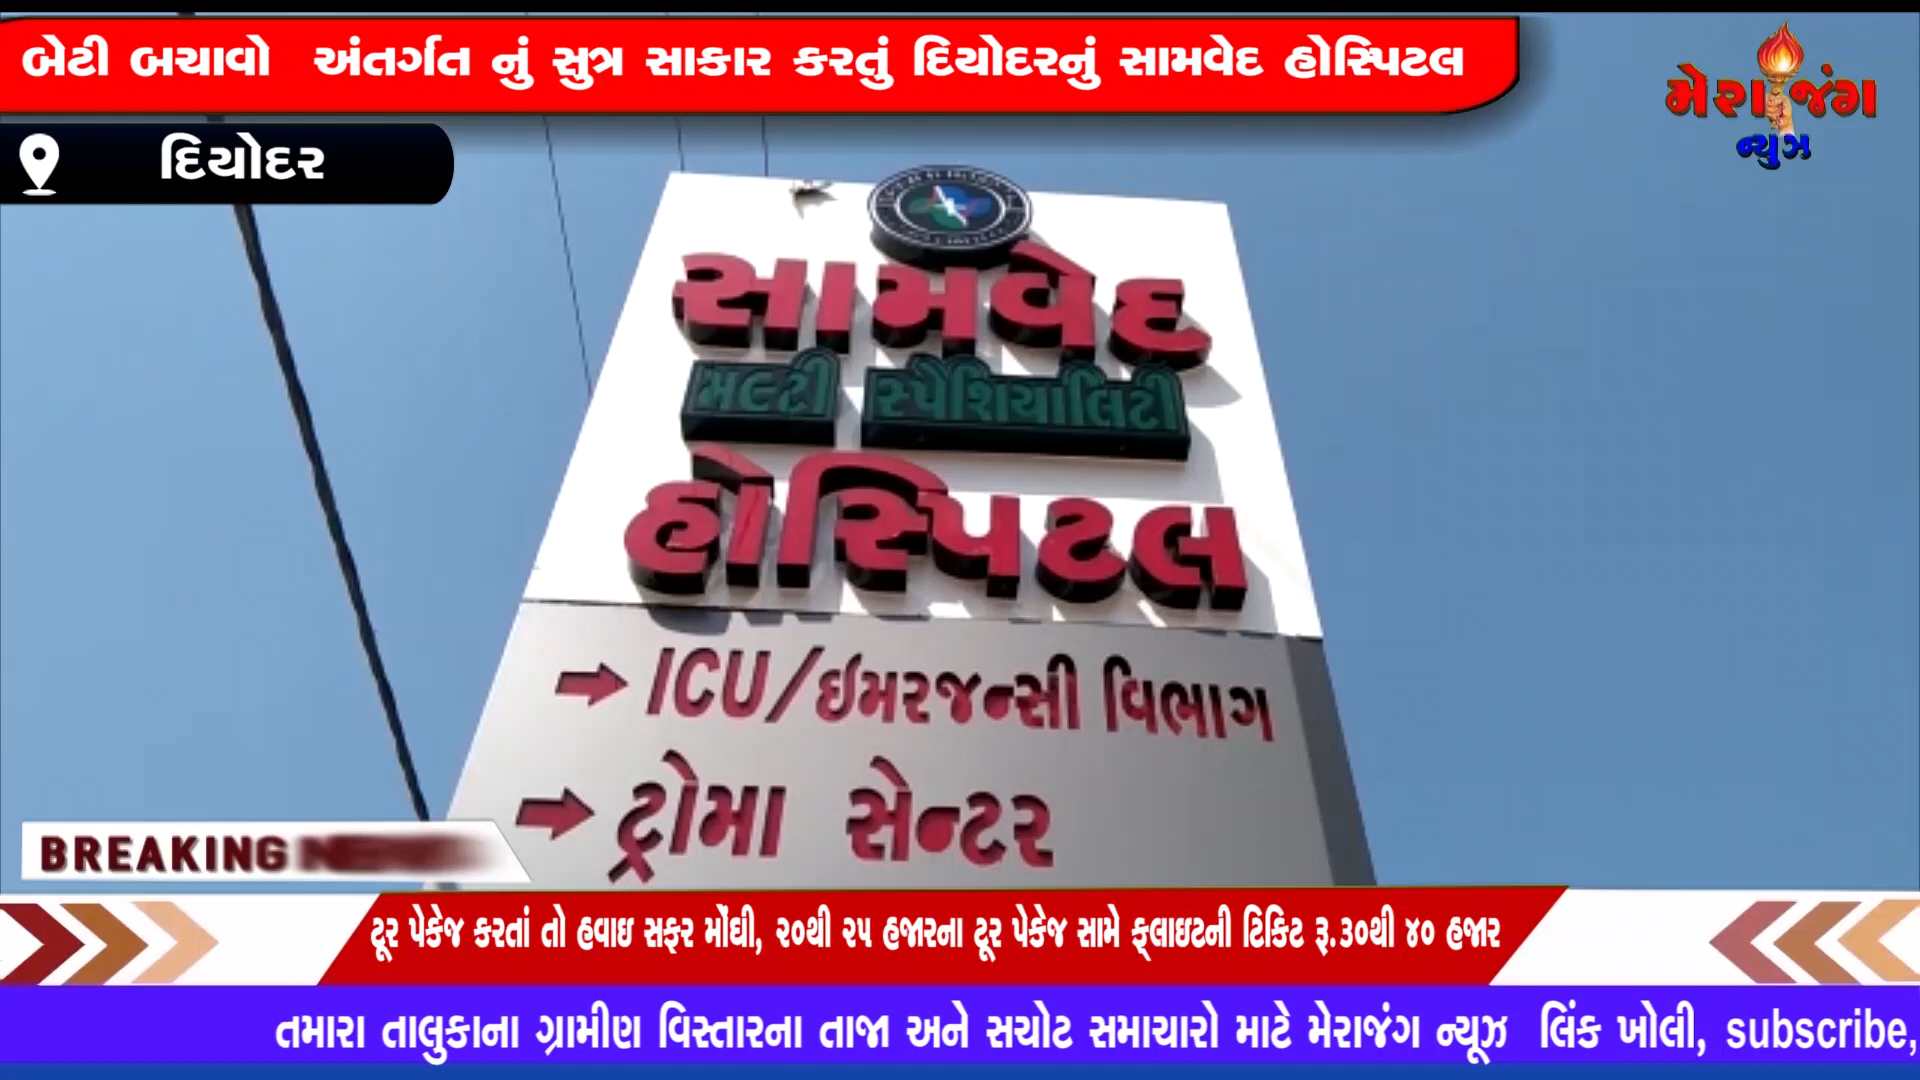 બેટી બચાવો અંતર્ગત નું સુત્ર સાકાર કરતું દિયોદરનું સામવેદ હોસ્પિટલ
મેરાજંગ
ન્યુઝ
દિયોદર
સામવેદ
મલ્ટી સ્પેશિયાલિટી
હોસ્પિટલ
ICU/ઈમરજન્સી વિભાગ
ટ્રોમા સેન્ટર
BREAKING
ટૂર પેકેજ કરતાં તો હવાઇ સફર મોંઘી, ૨૦થી ૨૫ હજારના ટૂર પેકેજ સામે ફ્લાઇટની ટિકિટ રૂ.૩૦થી ૪૦ હજાર
તમારા તાલુકાના ગ્રામીણ વિસ્તારના તાજા અને સચોટ સમાચારો માટે મેરાજંગ ન્યૂઝ લિંક ખોલી, subscribe,